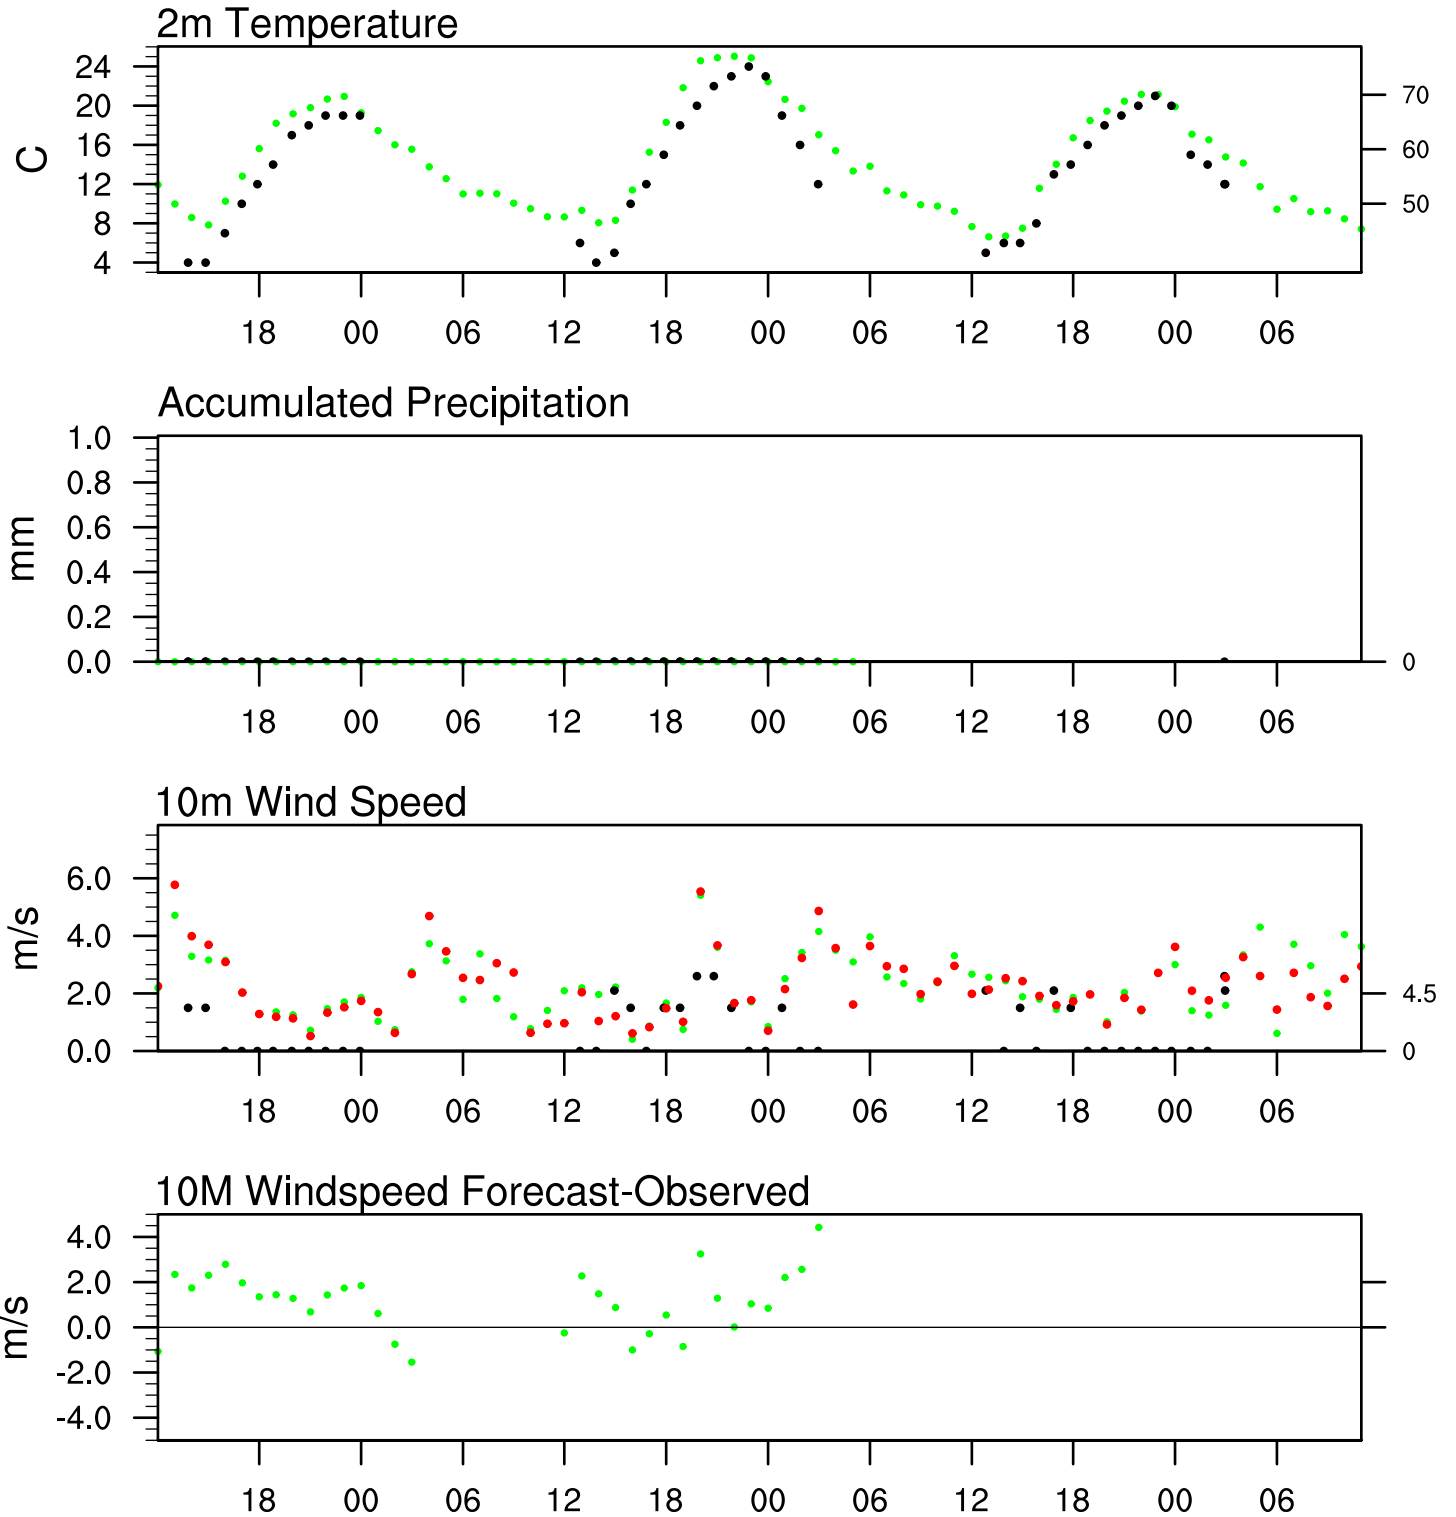 2m Temperature
24
20
16
12
8
4
C
70
60
50
18 00 06 12 18 00 06 12 18 00 06
Accumulated Precipitation
1.0
0.8
0.6
0.4
0.2
0.0
mm
0
18 00 06 12 18 00 06 12 18 00 06
10m Wind Speed
6.0
4.0
2.0
0.0
m/s
4.5
0
18 00 06 12 18 00 06 12 18 00 06
10M Windspeed Forecast-Observed
4.0
2.0
0.0
-2.0
-4.0
m/s
18 00 06 12 18 00 06 12 18 00 06